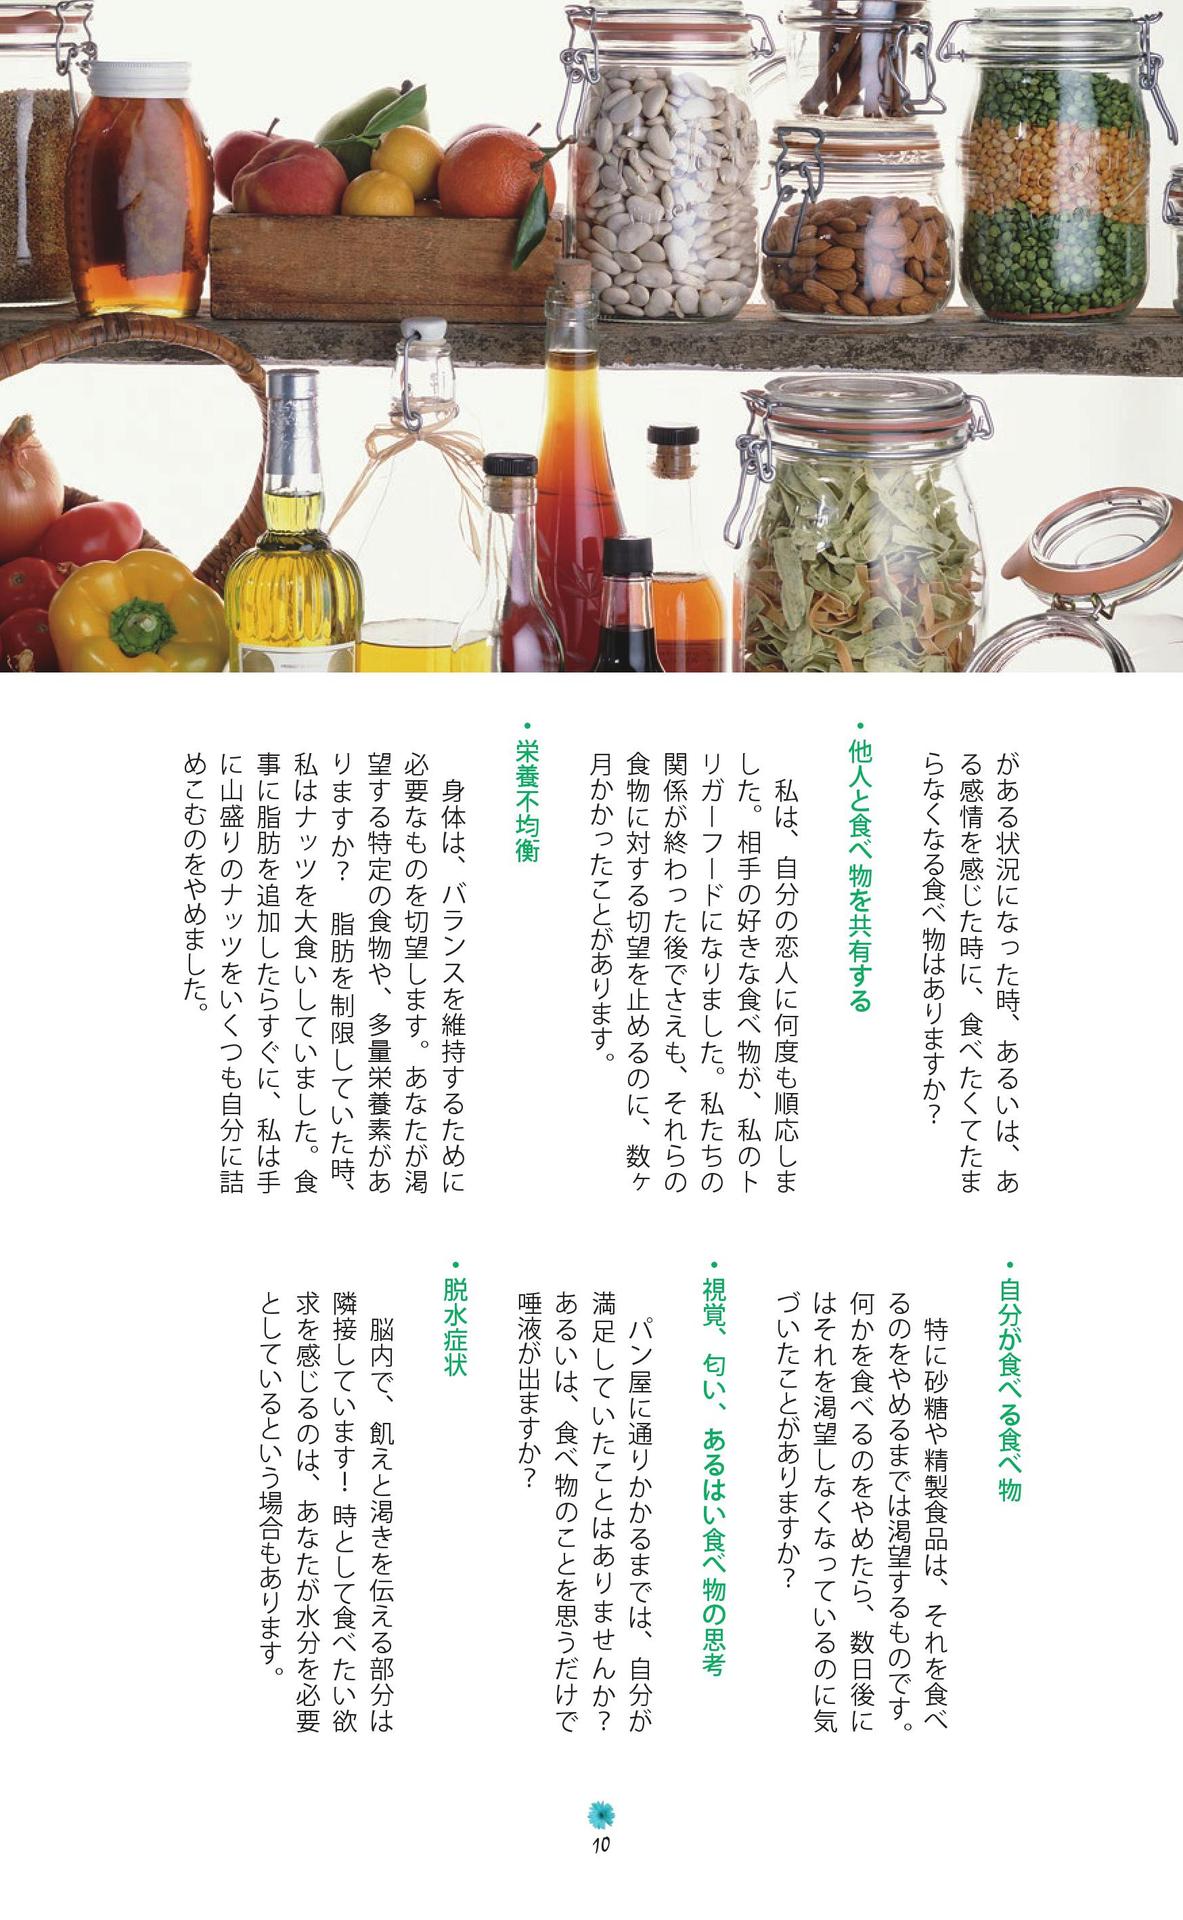 がある状況になった時、あるいは、あ
る感情を感じた時に、食べたくてたま
らなくなる食べ物はありますか？
・他人と食べ物を共有する
私は、自分の恋人に何度も順応しま
した。相手の好きな食べ物が、私のト
リガーフードになりました。私たちの
関係が終わった後でさえも、それらの
食物に対する切望を止めるのに、数ヶ
月かかったことがあります。
・栄養不均衡
身体は、バランスを維持するために
必要なものを切望します。あなたが渇
望する特定の食物や、多量栄養素があ
りますか？　脂肪を制限していた時、
私はナッツを大食いしていました。食
事に脂肪を追加したらすぐに、私は手
に山盛りのナッツをいくつも自分に詰
めこむのをやめました。
・自分が食べる食べ物
特に砂糖や精製食品は、それを食べ
るのをやめるまでは渇望するものです。
何かを食べるのをやめたら、数日後に
はそれを渇望しなくなっているのに気
づいたことがありますか？
・視覚、匂い、あるはい食べ物の思考
パン屋に通りかかるまでは、自分が
満足していたことはありませんか？
あるいは、食べ物のことを思うだけで
唾液が出ますか？
・脱水症状
脳内で、飢えと渇きを伝える部分は
隣接しています！時として食べたい欲
求を感じるのは、あなたが水分を必要
としているという場合もあります。
10